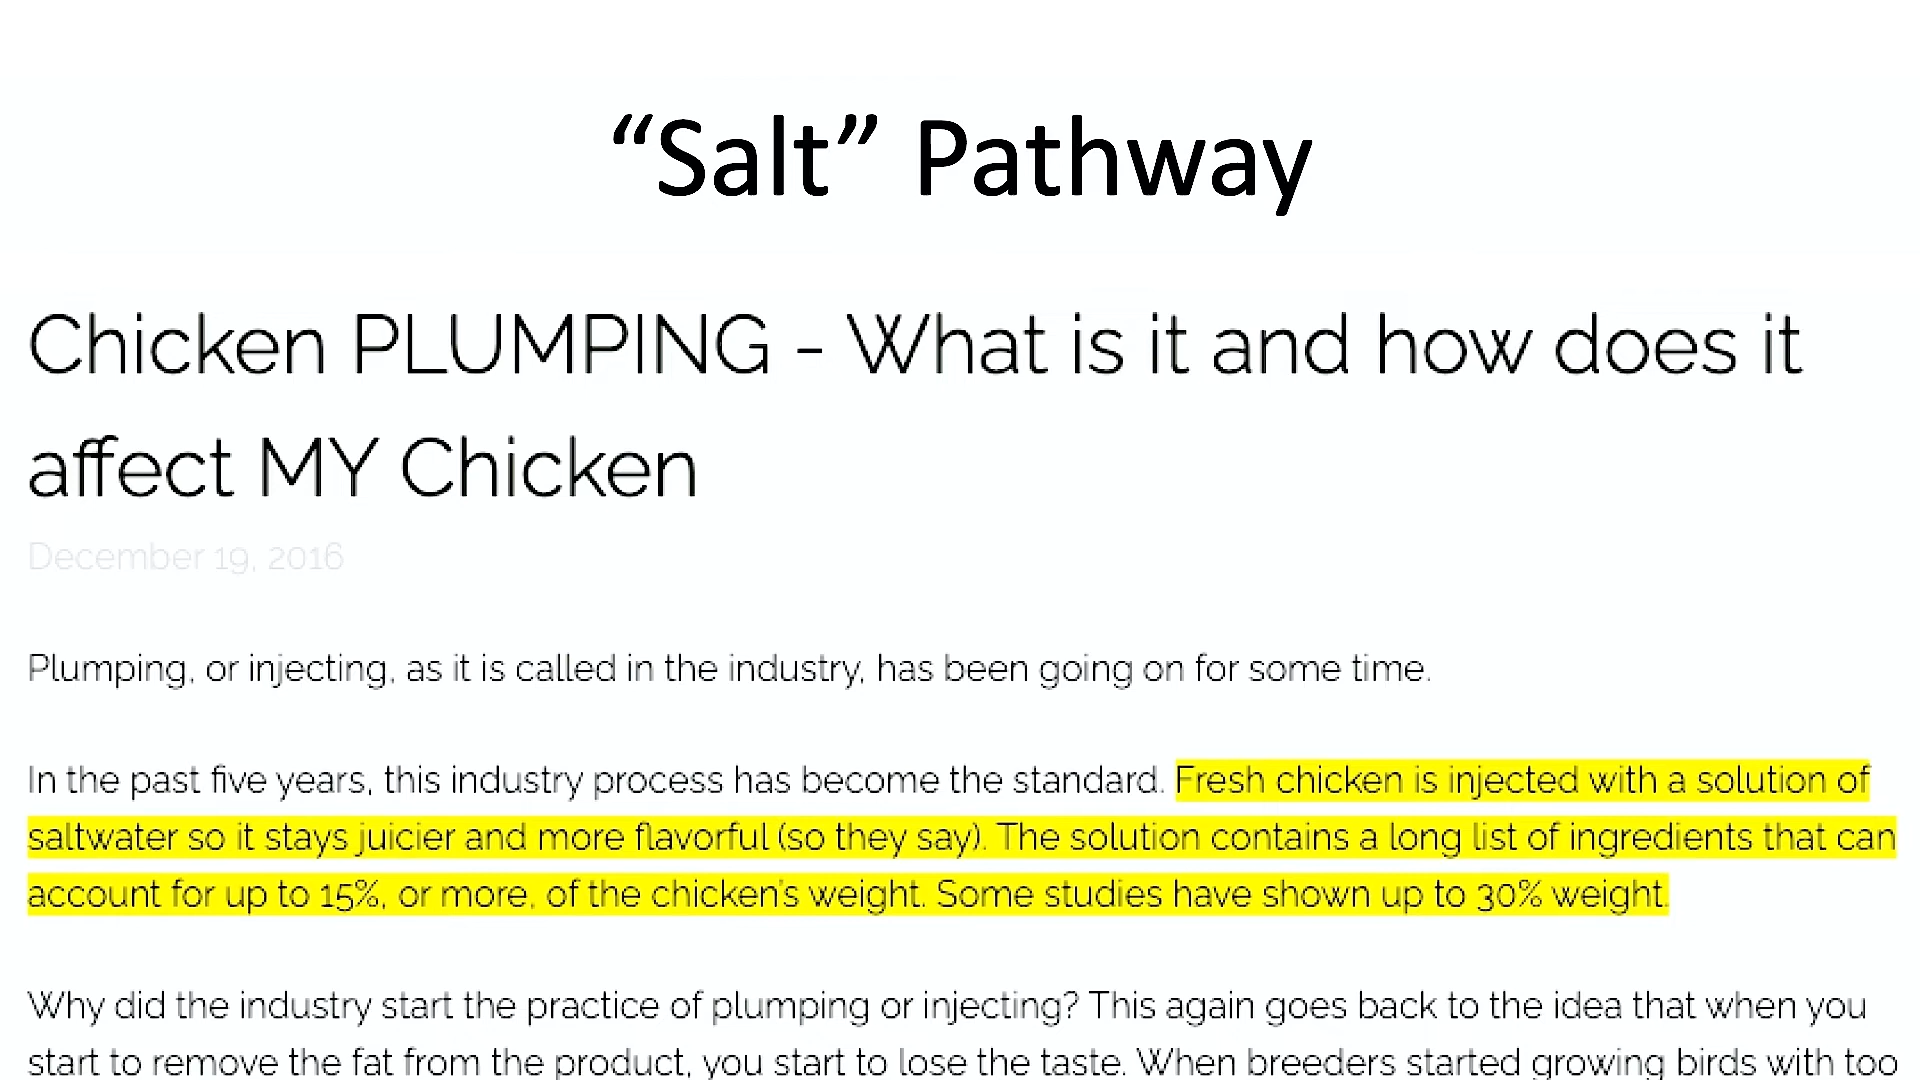 “Salt” Pathway
Chicken PLUMPING - What is it and how does it
affect MY Chicken
December 19, 2016
Plumping, or injecting, as it is called in the industry, has been going on for some time.
In the past five years, this industry process has become the standard. Fresh chicken is injected with a solution of
saltwater so it stays juicier and more flavorful (so they say). The solution contains a long list of ingredients that can
account for up to 15%, or more, of the chicken's weight. Some studies have shown up to 30% weight.
Why did the industry start the practice of plumping or injecting? This again goes back to the idea that when you
start to remove the fat from the product, you start to lose the taste. When breeders started growing birds with too